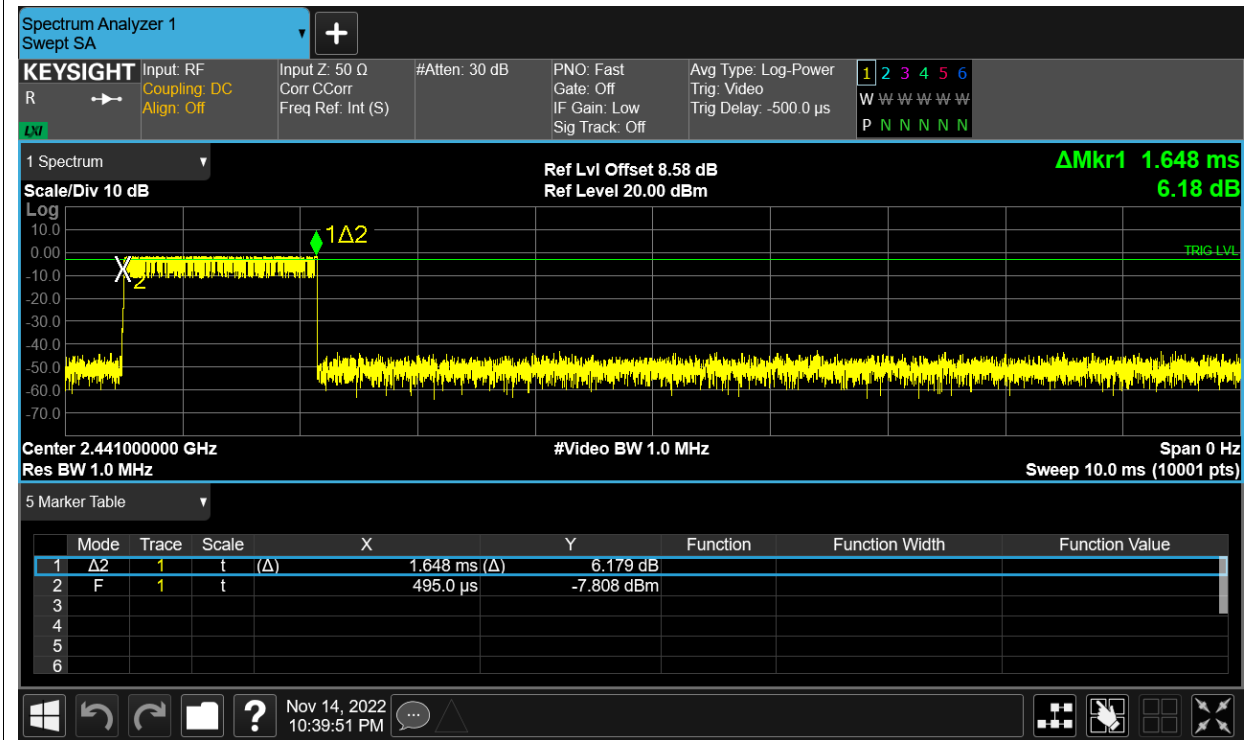 Spectrum Analyzer 1
Swept SA
KEYSIGHT Input: RF Input Z: 50 Ω #Atten: 30 dB PNO: Fast Avg Type: Log-Power 1 2 3 4 5 6
R Coupling: DC Corr CCorr Gate: Off Trig: Video W W W W W W
Align: Off Freq Ref: Int (S) IF Gain: Low Trig Delay: -500.0 µs
LXI Sig Track: Off P N N N N N
1 Spectrum Ref Lvl Offset 8.58 dB ΔMkr1 1.648 ms
Scale/Div 10 dB Ref Level 20.00 dBm 6.18 dB
Log
10.0 1Δ2
0.00 TRIG LVL
-10.0 X2
-20.0
-30.0
-40.0
-50.0
-60.0
-70.0
Center 2.441000000 GHz #Video BW 1.0 MHz Span 0 Hz
Res BW 1.0 MHz Sweep 10.0 ms (10001 pts)
5 Marker Table
Mode Trace Scale X Y Function Function Width Function Value
1 Δ2 1 t (Δ) 1.648 ms (Δ) 6.179 dB
2 F 1 t 495.0 µs -7.808 dBm
3
4
5
6
? Nov 14, 2022
10:39:51 PM